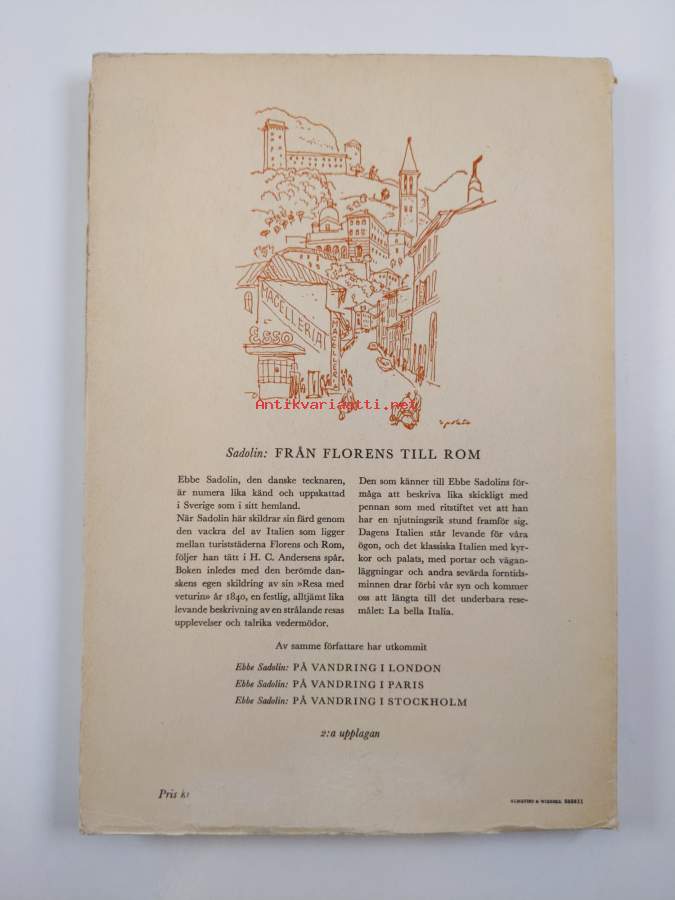 MACELLERIA
ESSO
Antikvariaatti.net
Spoleto
Sadolin: FRÅN FLORENS TILL ROM
Ebbe Sadolin, den danske tecknaren,
är numera lika känd och uppskattad
i Sverige som i sitt hemland.
När Sadolin här skildrar sin färd genom
den vackra del av Italien som ligger
mellan turiststäderna Florens och Rom,
följer han tätt i H. C. Andersens spår.
Boken inledes med den berömde dan-
skens egen skildring av sin »Resa med
veturin» år 1840, en festlig, alltjämt lika
levande beskrivning av en strålande resas
upplevelser och talrika vedermödor.
Den som känner till Ebbe Sadolins för-
måga att beskriva lika skickligt med
pennan som med ritstiftet vet att han
har en njutningsrik stund framför sig.
Dagens Italien står levande för våra
ögon, och det klassiska Italien med kyr-
kor och palats, med portar och vägan-
läggningar och andra sevärda forntids-
minnen drar förbi vår syn och kommer
oss att längta till det underbara rese-
målet: La bella Italia.
Av samme författare har utkommit
Ebbe Sadolin: PÅ VANDRING I LONDON
Ebbe Sadolin: PÅ VANDRING I PARIS
Ebbe Sadolin: PÅ VANDRING I STOCKHOLM
2:a upplagan
Pris kr